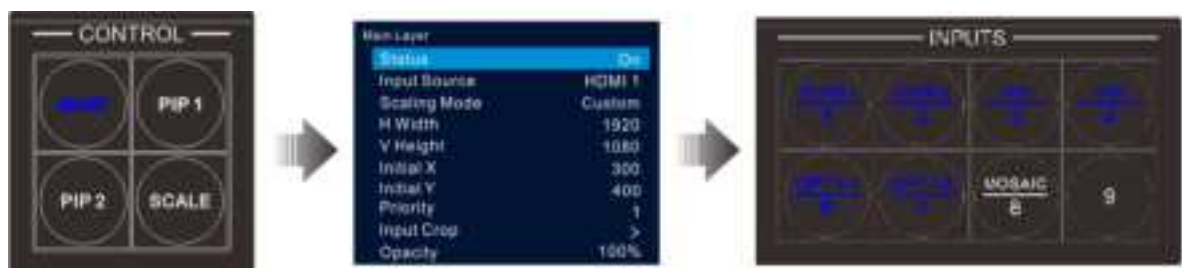 CONTROL
PIP 1
PIP 2
SCALE
Main Layer
Status On
Input Source HDMI 1
Scaling Mode Custom
H Width 1920
V Height 1080
Initial X 300
Initial Y 400
Priority 1
Input Crop >
Opacity 100%
INPUTS
MOSAIC
8
9